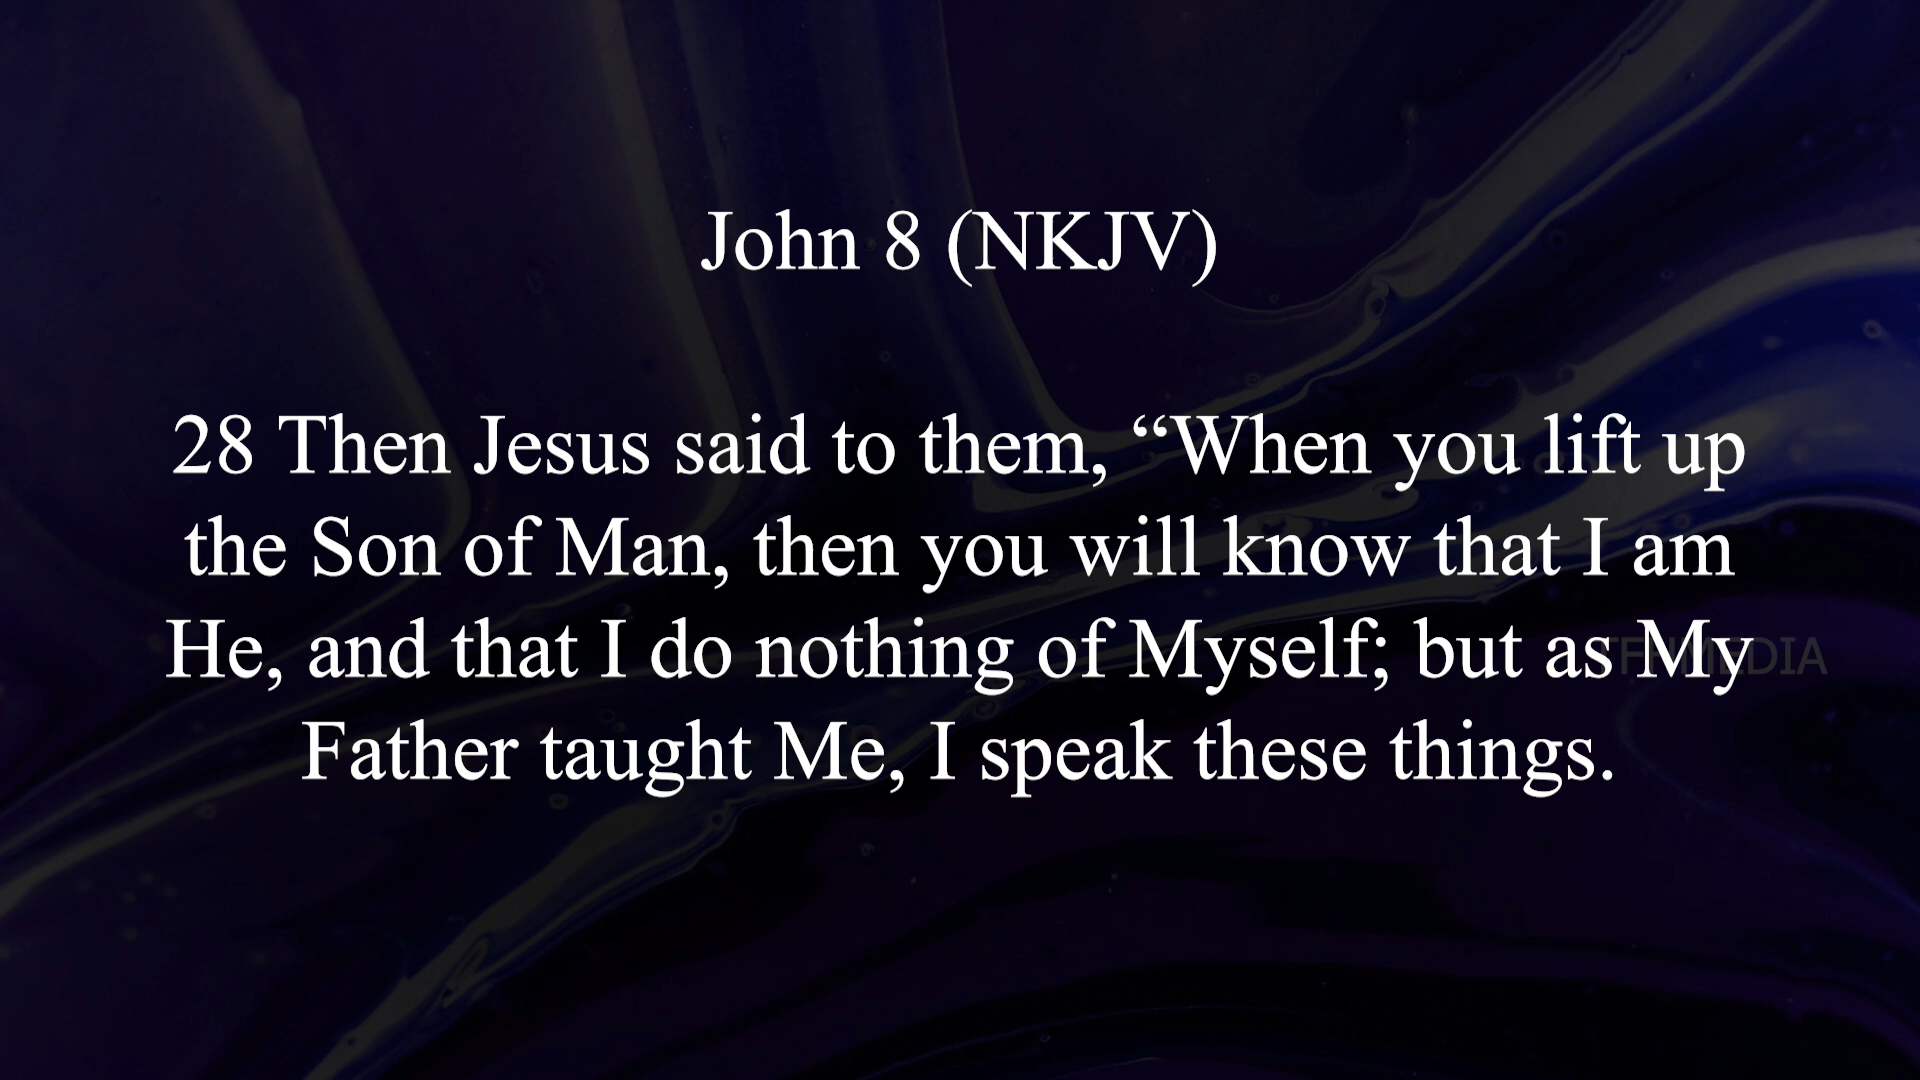 John 8 (NKJV)
28 Then Jesus said to them, “When you lift up
the Son of Man, then you will know that I am
He, and that I do nothing of Myself; but as My
Father taught Me, I speak these things.